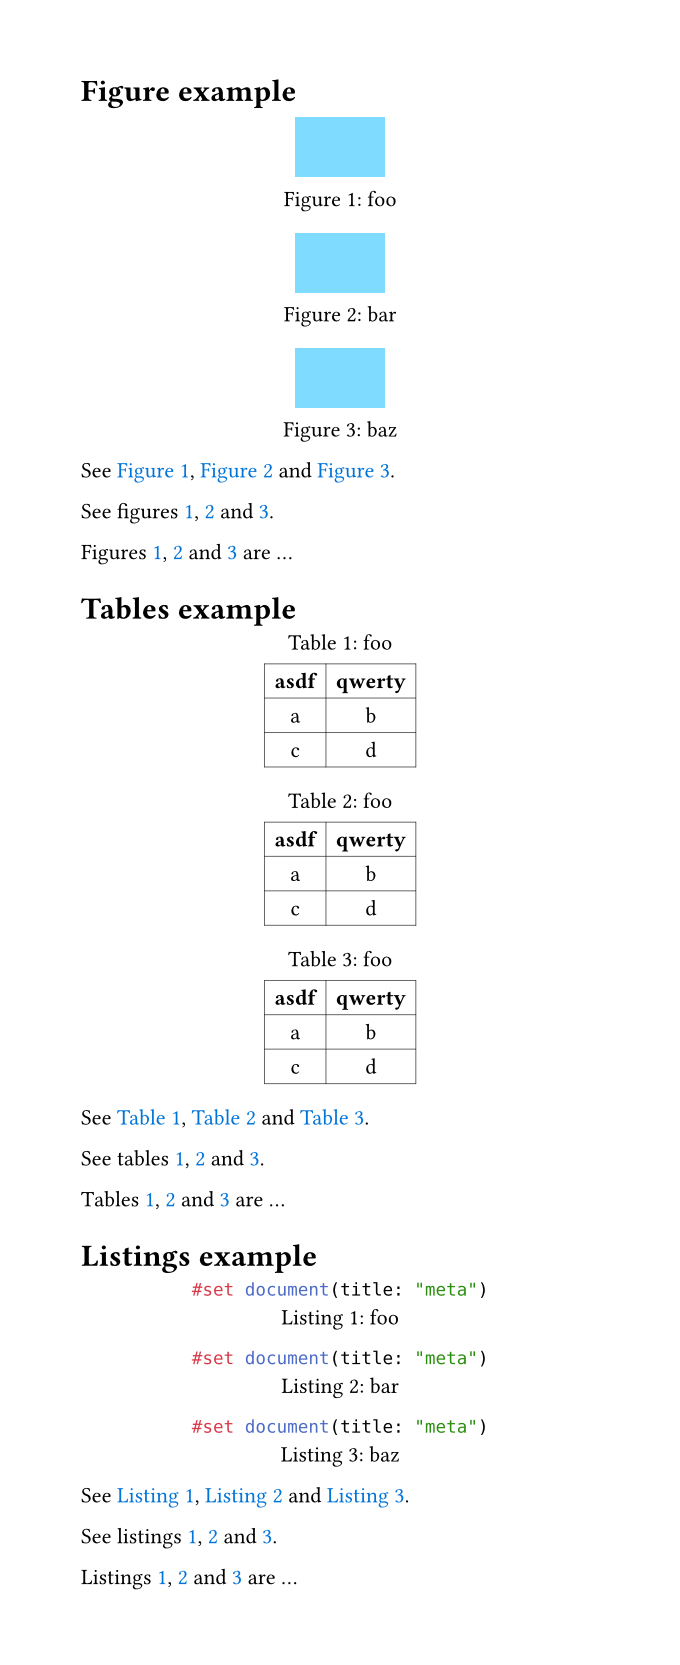 Figure example
Figure 1: foo
Figure 2: bar
Figure 3: baz
See Figure 1, Figure 2 and Figure 3.
See figures 1, 2 and 3.
Figures 1, 2 and 3 are …
Tables example
Table 1: foo
asdf qwerty
a b
c d
Table 2: foo
asdf qwerty
a b
c d
Table 3: foo
asdf qwerty
a b
c d
See Table 1, Table 2 and Table 3.
See tables 1, 2 and 3.
Tables 1, 2 and 3 are …
Listings example
#set document(title: "meta")
Listing 1: foo
#set document(title: "meta")
Listing 2: bar
#set document(title: "meta")
Listing 3: baz
See Listing 1, Listing 2 and Listing 3.
See listings 1, 2 and 3.
Listings 1, 2 and 3 are …